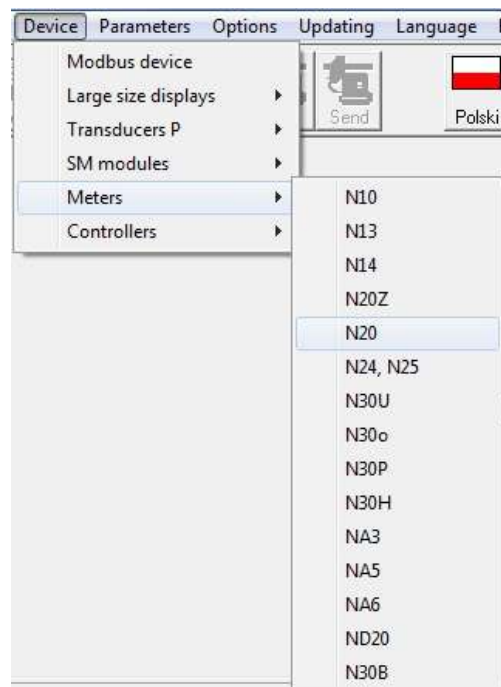 Device Parameters Options Updating Language
Modbus device
Large size displays
Transducers P
SM modules
Meters
Controllers
Send
Polski
N10
N13
N14
N20Z
N20
N24, N25
N30U
N30o
N30P
N30H
NA3
NA5
NA6
ND20
N30B